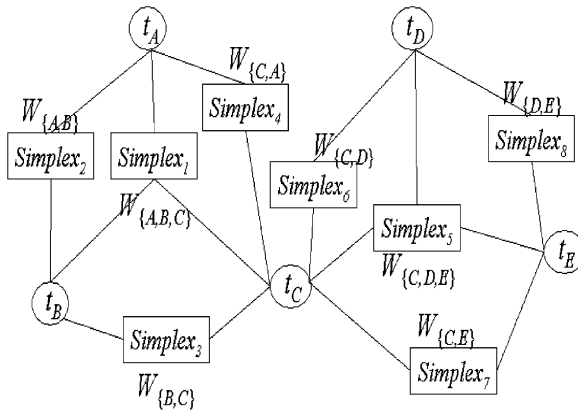 t_A
t_D
W_{C,A}
W_{A,B}
W_{D,E}
Simplex_4
Simplex_2
Simplex_1
W_{C,D}
Simplex_8
Simplex_6
W_{A,B,C}
Simplex_5
t_E
W_{C,D,E}
t_B
t_C
Simplex_3
W_{C,E}
Simplex_7
W_{B,C}